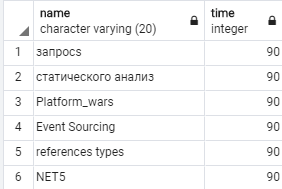 name time
character varying (20) integer
1 запросs 90
2 статического анализ 90
3 Platform_wars 90
4 Event Sourcing 90
5 references types 90
6 NET5 90